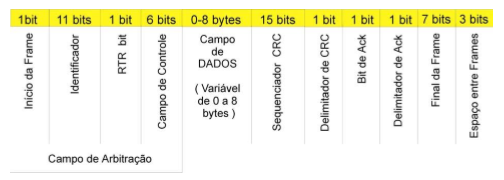 1bit 11 bits 1 bit 6 bits 0-8 bytes 15 bits 1 bit 1 bit 1 bit 7 bits 3 bits
Início da Frame
Identificador
RTR bit
Campo de Controle
Campo
de
DADOS
( Variável
de 0 a 8
bytes )
Sequenciador CRC
Delimitador de CRC
Bit de Ack
Delimitador de Ack
Final da Frame
Espaço entre Frames
Campo de Arbitração